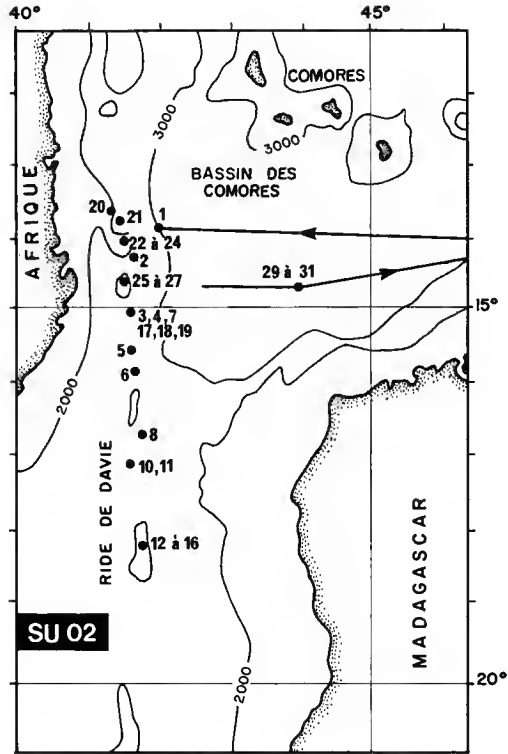 40°
45°
COMORES
3000
3000
BASSIN DES
COMORES
AFRIQUE
20
21
1
22 à 24
2
25 à 27
29 à 31
15°
3,4,7
17,18,19
5
6
2000
8
RIDE DE DAVIE
10,11
12 à 16
MADAGASCAR
SU 02
2000
20°